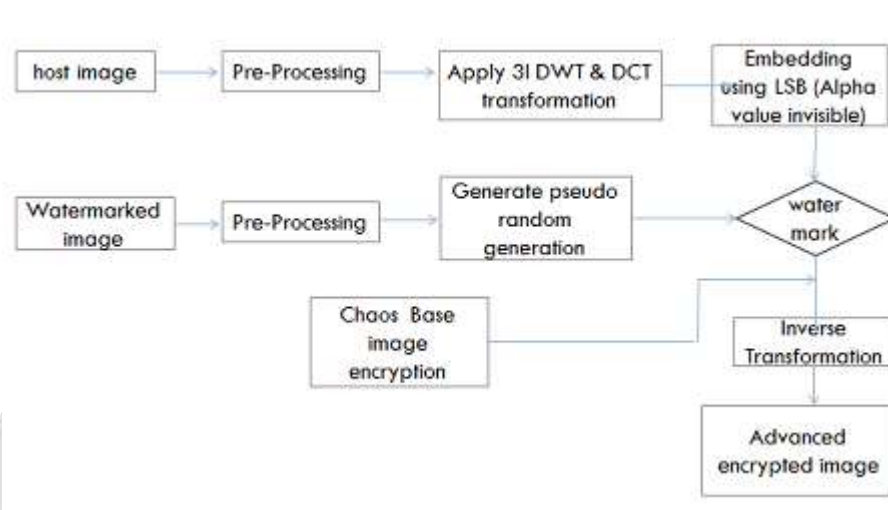 host image
Pre-Processing
Apply 3l DWT & DCT
transformation
Embedding
using LSB (Alpha
value invisible)
Watermarked
image
Pre-Processing
Generate pseudo
random
generation
water
mark
Chaos Base
image
encryption
Inverse
Transformation
Advanced
encrypted image